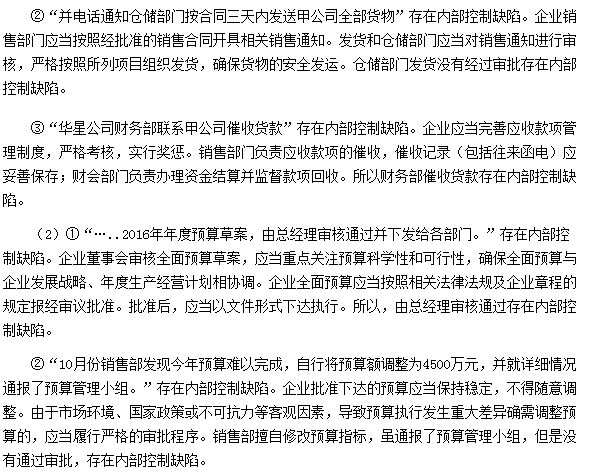 ②“并电话通知仓储部门按合同三天内发送甲公司全部货物”存在内部控制缺陷。企业销
售部门应当按照经批准的销售合同开具相关销售通知。发货和仓储部门应当对销售通知进行审
核，严格按照所列项目组织发货，确保货物的安全发运。仓储部门发货没有经过审批存在内部
控制缺陷。
③“华星公司财务部联系甲公司催收货款”存在内部控制缺陷。企业应当完善应收款项管
理制度，严格考核，实行奖惩。销售部门负责应收款项的催收，催收记录（包括往来函电）应
妥善保存；财会部门负责办理资金结算并监督款项回收。所以财务部催收货款存在内部控制缺
陷。
（2）①“…..2016年年度预算草案，由总经理审核通过并下发给各部门。”存在内部控
制缺陷。企业董事会审核全面预算草案，应当重点关注预算科学性和可行性，确保全面预算与
企业发展战略、年度生产经营计划相协调。企业全面预算应当按照相关法律法规及企业章程的
规定报经审议批准。批准后，应当以文件形式下达执行。所以，由总经理审核通过存在内部控
制缺陷。
②“10月份销售部发现今年预算难以完成，自行将预算额调整为4500万元，并就详细情况
通报了预算管理小组。”存在内部控制缺陷。企业批准下达的预算应当保持稳定，不得随意调
整。由于市场环境、国家政策或不可抗力等客观因素，导致预算执行发生重大差异确需调整预
算的，应当履行严格的审批程序。销售部擅自修改预算指标，虽通报了预算管理小组，但是没
有通过审批，存在内部控制缺陷。